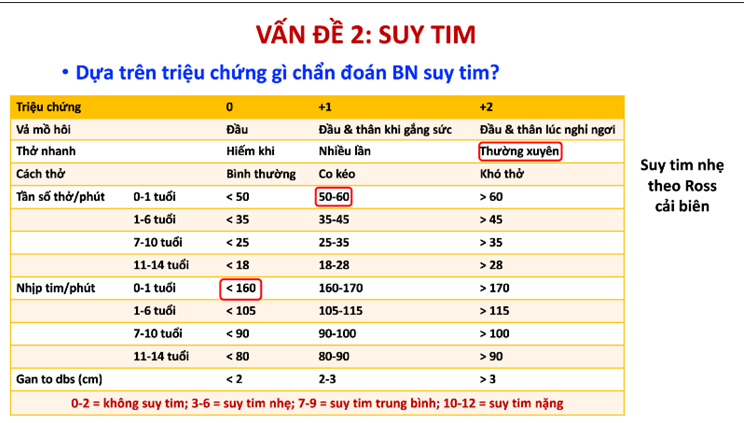 VẤN ĐỀ 2: SUY TIM
• Dựa trên triệu chứng gì chẩn đoán BN suy tim?
Triệu chứng 0 +1 +2
Vả mồ hôi Đầu Đầu & thân khi gắng sức Đầu & thân lúc nghỉ ngơi
Thở nhanh Hiếm khi Nhiều lần Thường xuyên
Cách thở Bình thường Co kéo Khó thở
Tần số thở/phút 0-1 tuổi < 50 50-60 > 60
1-6 tuổi < 35 35-45 > 45
7-10 tuổi < 25 25-35 > 35
11-14 tuổi < 18 18-28 > 28
Nhịp tim/phút 0-1 tuổi < 160 160-170 > 170
1-6 tuổi < 105 105-115 > 115
7-10 tuổi < 90 90-100 > 100
11-14 tuổi < 80 80-90 > 90
Gan to dbs (cm) < 2 2-3 > 3
0-2 = không suy tim; 3-6 = suy tim nhẹ; 7-9 = suy tim trung bình; 10-12 = suy tim nặng
Suy tim nhẹ
theo Ross
cải biên